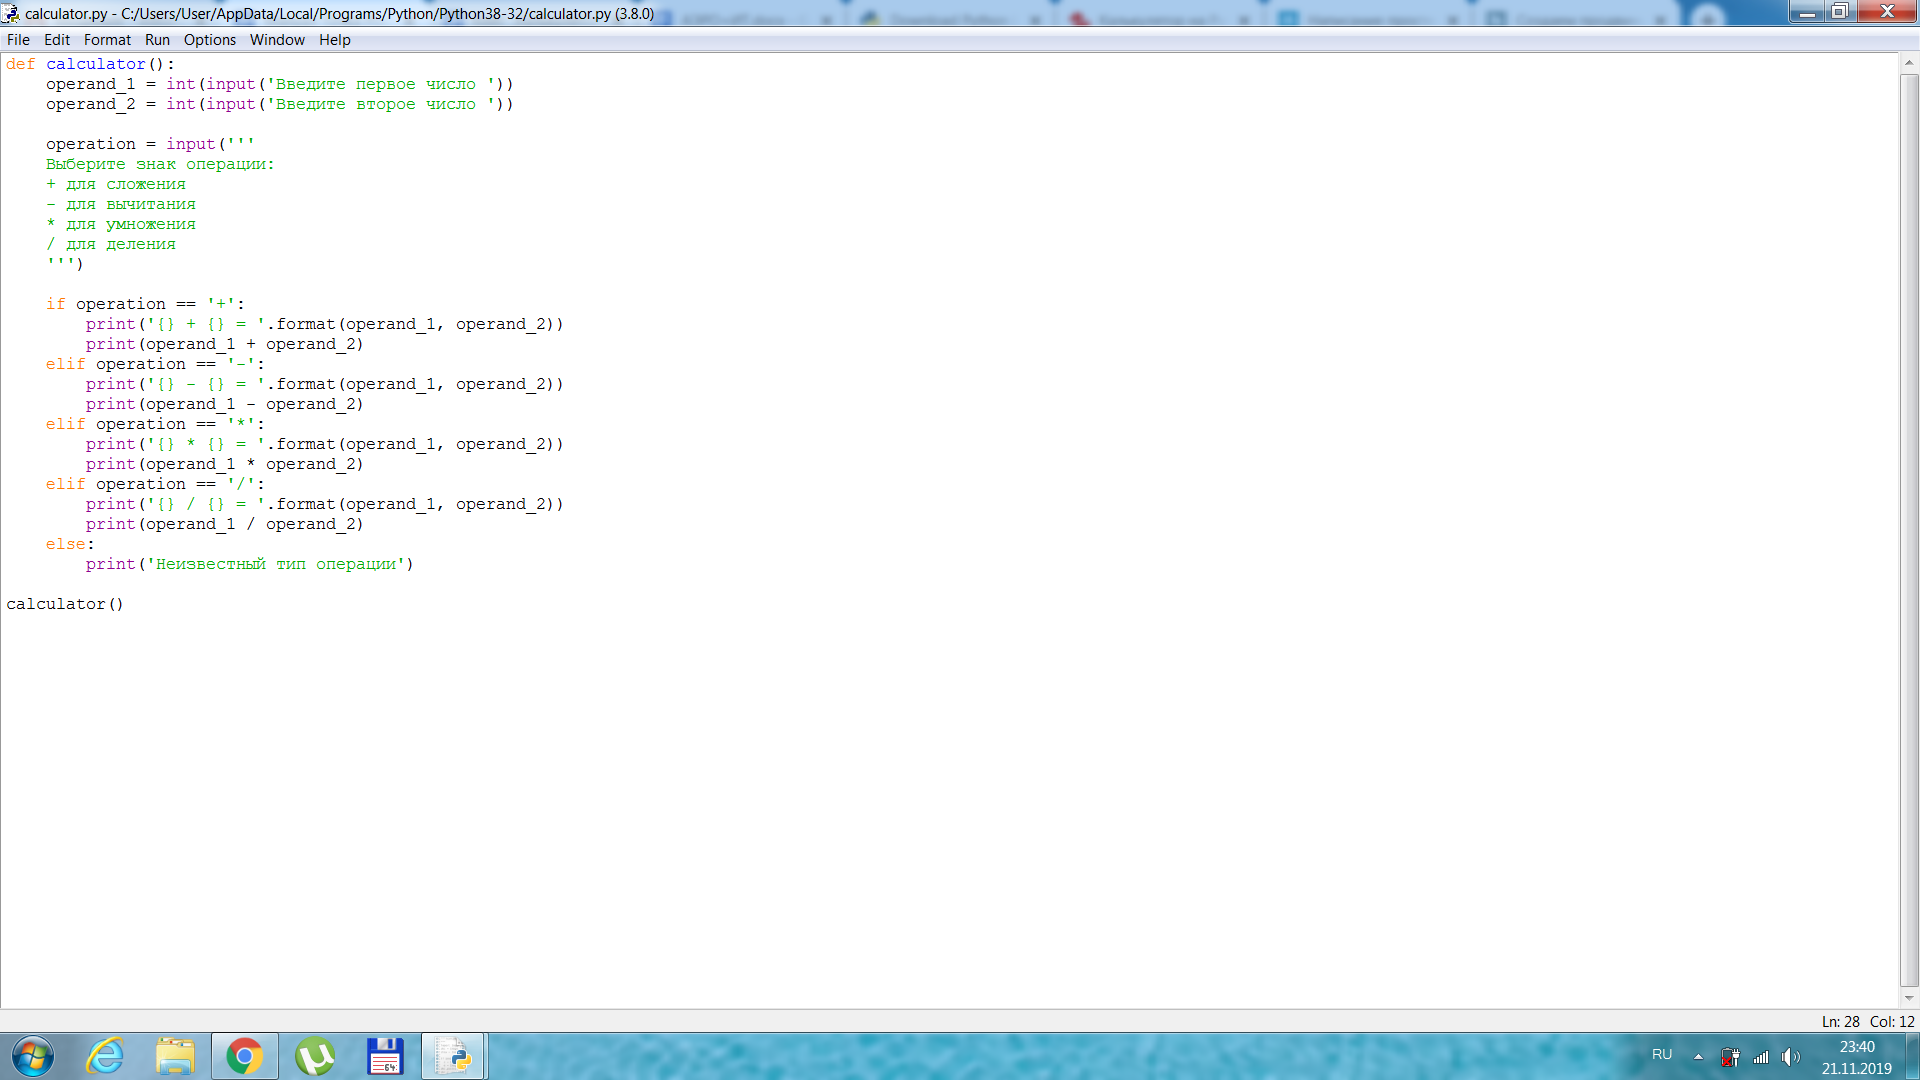 calculator.py - C:/Users/User/AppData/Local/Programs/Python/Python38-32/calculator.py (3.8.0)
File Edit Format Run Options Window Help
def calculator():
    operand_1 = int(input('Введите первое число '))
    operand_2 = int(input('Введите второе число '))
    operation = input('''
    Выберите знак операции:
    + для сложения
    - для вычитания
    * для умножения
    / для деления
    ''')
    if operation == '+':
        print('{} + {} = '.format(operand_1, operand_2))
        print(operand_1 + operand_2)
    elif operation == '-':
        print('{} - {} = '.format(operand_1, operand_2))
        print(operand_1 - operand_2)
    elif operation == '*':
        print('{} * {} = '.format(operand_1, operand_2))
        print(operand_1 * operand_2)
    elif operation == '/':
        print('{} / {} = '.format(operand_1, operand_2))
        print(operand_1 / operand_2)
    else:
        print('Неизвестный тип операции')
calculator()
Ln: 28 Col: 12
64
RU
23:40
21.11.2019